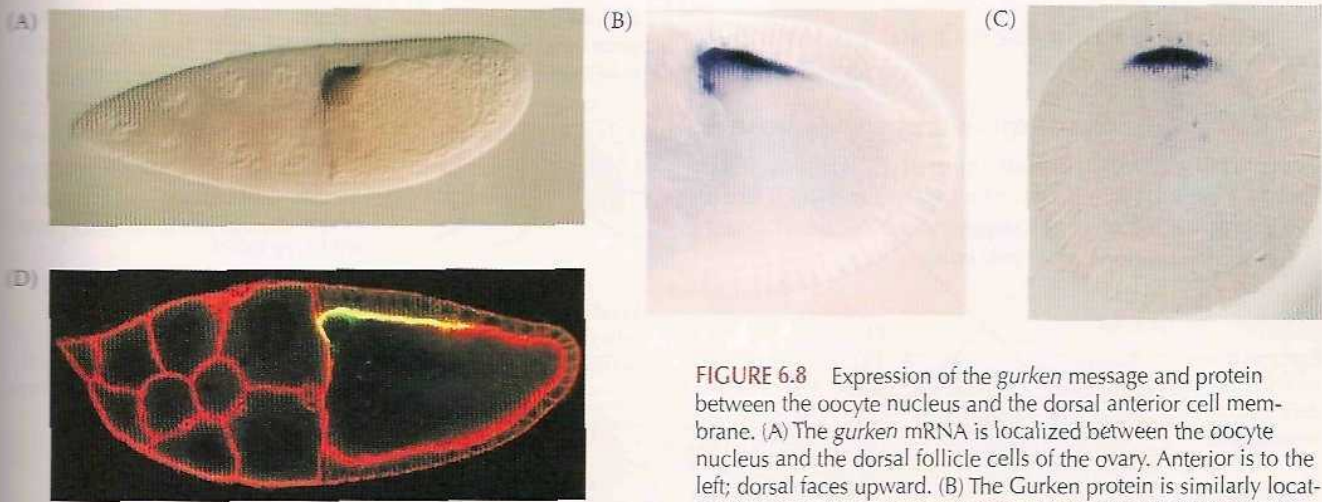 (A)
(B)
(C)
(D)
FIGURE 6.8 Expression of the gurken message and protein
between the oocyte nucleus and the dorsal anterior cell mem-
brane. (A) The gurken mRNA is localized between the oocyte
nucleus and the dorsal follicle cells of the ovary. Anterior is to the
left; dorsal faces upward. (B) The Gurken protein is similarly locat-